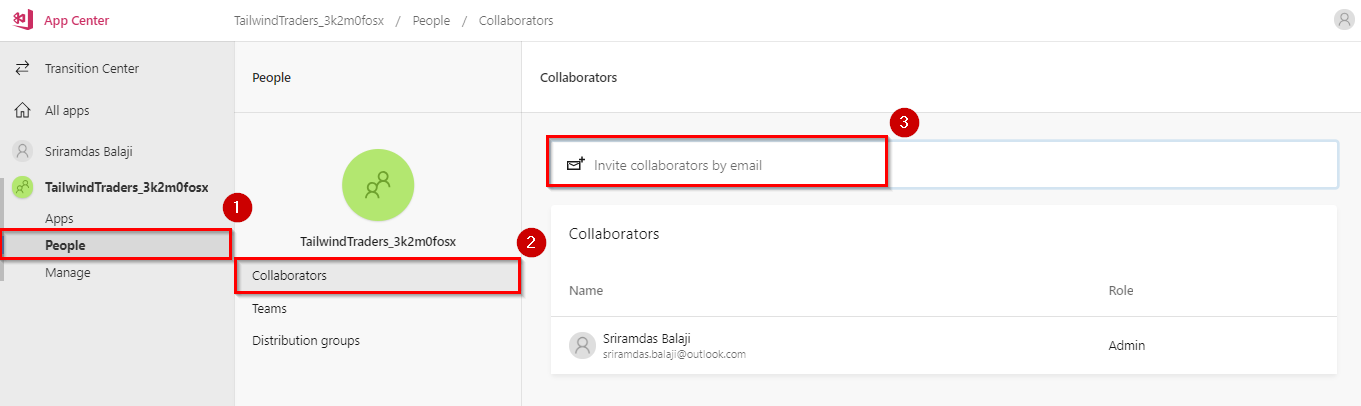 App Center
TailwindTraders_3k2m0fosx / People / Collaborators
Transition Center
All apps
Sriramdas Balaji
TailwindTraders_3k2m0fosx
Apps
1
People
Manage
People
TailwindTraders_3k2m0fosx
2
Collaborators
Teams
Distribution groups
Collaborators
3
Invite collaborators by email
Collaborators
Name Role
Sriramdas Balaji Admin
sriramdas.balaji@outlook.com